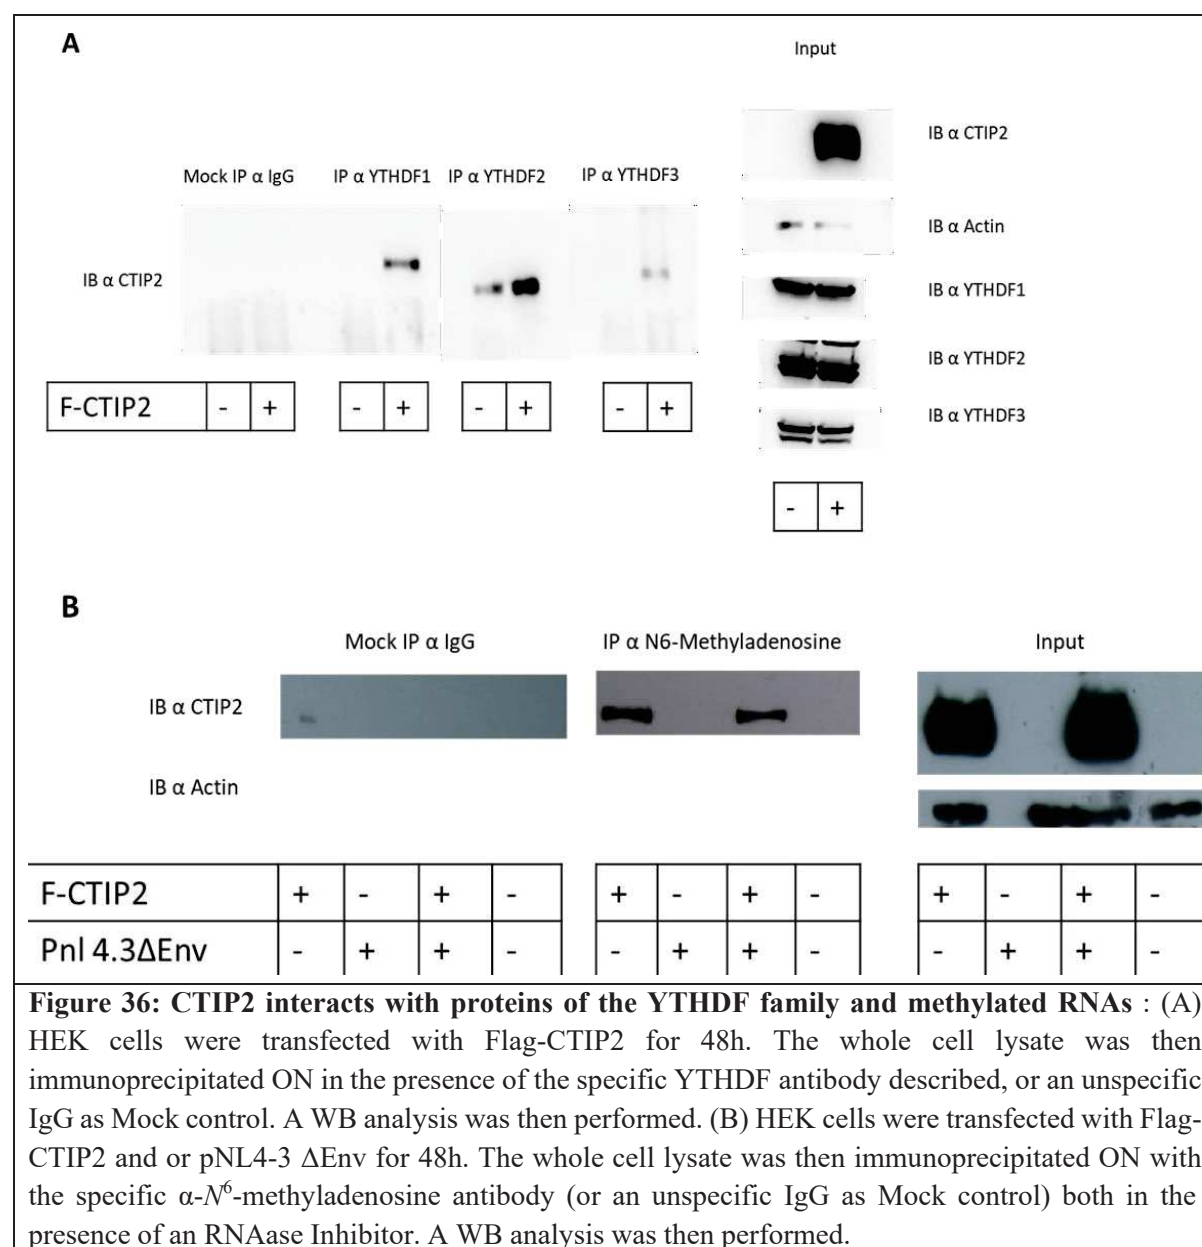 A
Input
IB α CTIP2
Mock IP α IgG
IP α YTHDF1
IP α YTHDF2
IP α YTHDF3
IB α Actin
IB α CTIP2
IB α YTHDF1
IB α YTHDF2
F-CTIP2 - + - + - + - +
IB α YTHDF3
- +
B
Mock IP α IgG
IP α N6-Methyladenosine
Input
IB α CTIP2
IB α Actin
F-CTIP2 + - + - + - + - + - + -
Pnl 4.3ΔEnv - + + - - + + - - + + -
Figure 36: CTIP2 interacts with proteins of the YTHDF family and methylated RNAs : (A)
HEK cells were transfected with Flag-CTIP2 for 48h. The whole cell lysate was then
immunoprecipitated ON in the presence of the specific YTHDF antibody described, or an unspecific
IgG as Mock control. A WB analysis was then performed. (B) HEK cells were transfected with Flag-
CTIP2 and or pNL4-3 ΔEnv for 48h. The whole cell lysate was then immunoprecipitated ON with
the specific α-N⁶-methyladenosine antibody (or an unspecific IgG as Mock control) both in the
presence of an RNAase Inhibitor. A WB analysis was then performed.